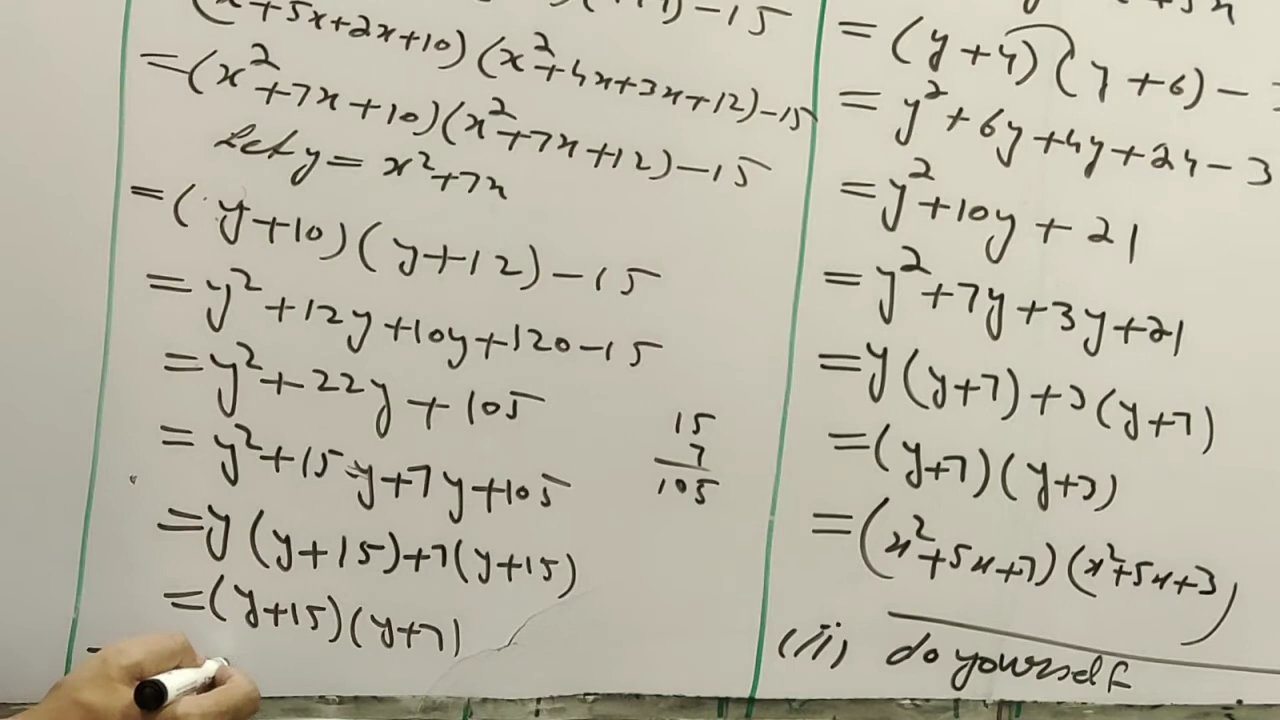 +5x+2x+10) (x²+4x+3x+12)-15
=(x²+7x+10)(x²+7x+12)-15
Let y= x²+7x
=(y+10)(y+12)-15
=y²+12y+10y+120-15
=y²+22y+105
=y²+15y+7y+105
=y(y+15)+7(y+15)
=(y+15)(y+7)
15
7
105
=(y+4)(y+6)-
=y²+6y+4y+24-3
=y²+10y+21
=y²+7y+3y+21
=y(y+7)+3(y+7)
=(y+7)(y+3)
=(x²+5x+7)(x²+5x+3)
(ii) do yourself